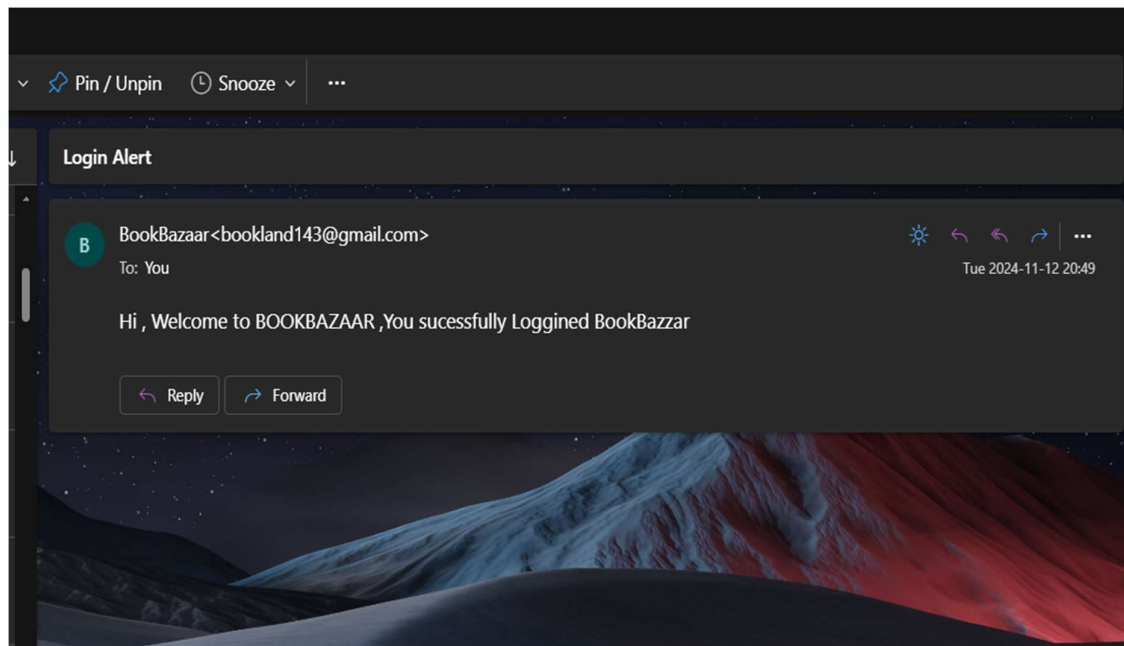 Pin / Unpin Snooze
Login Alert
B BookBazaar<bookland143@gmail.com>
To: You Tue 2024-11-12 20:49
Hi , Welcome to BOOKBAZAAR ,You sucessfully Loggined BookBazzar
Reply Forward